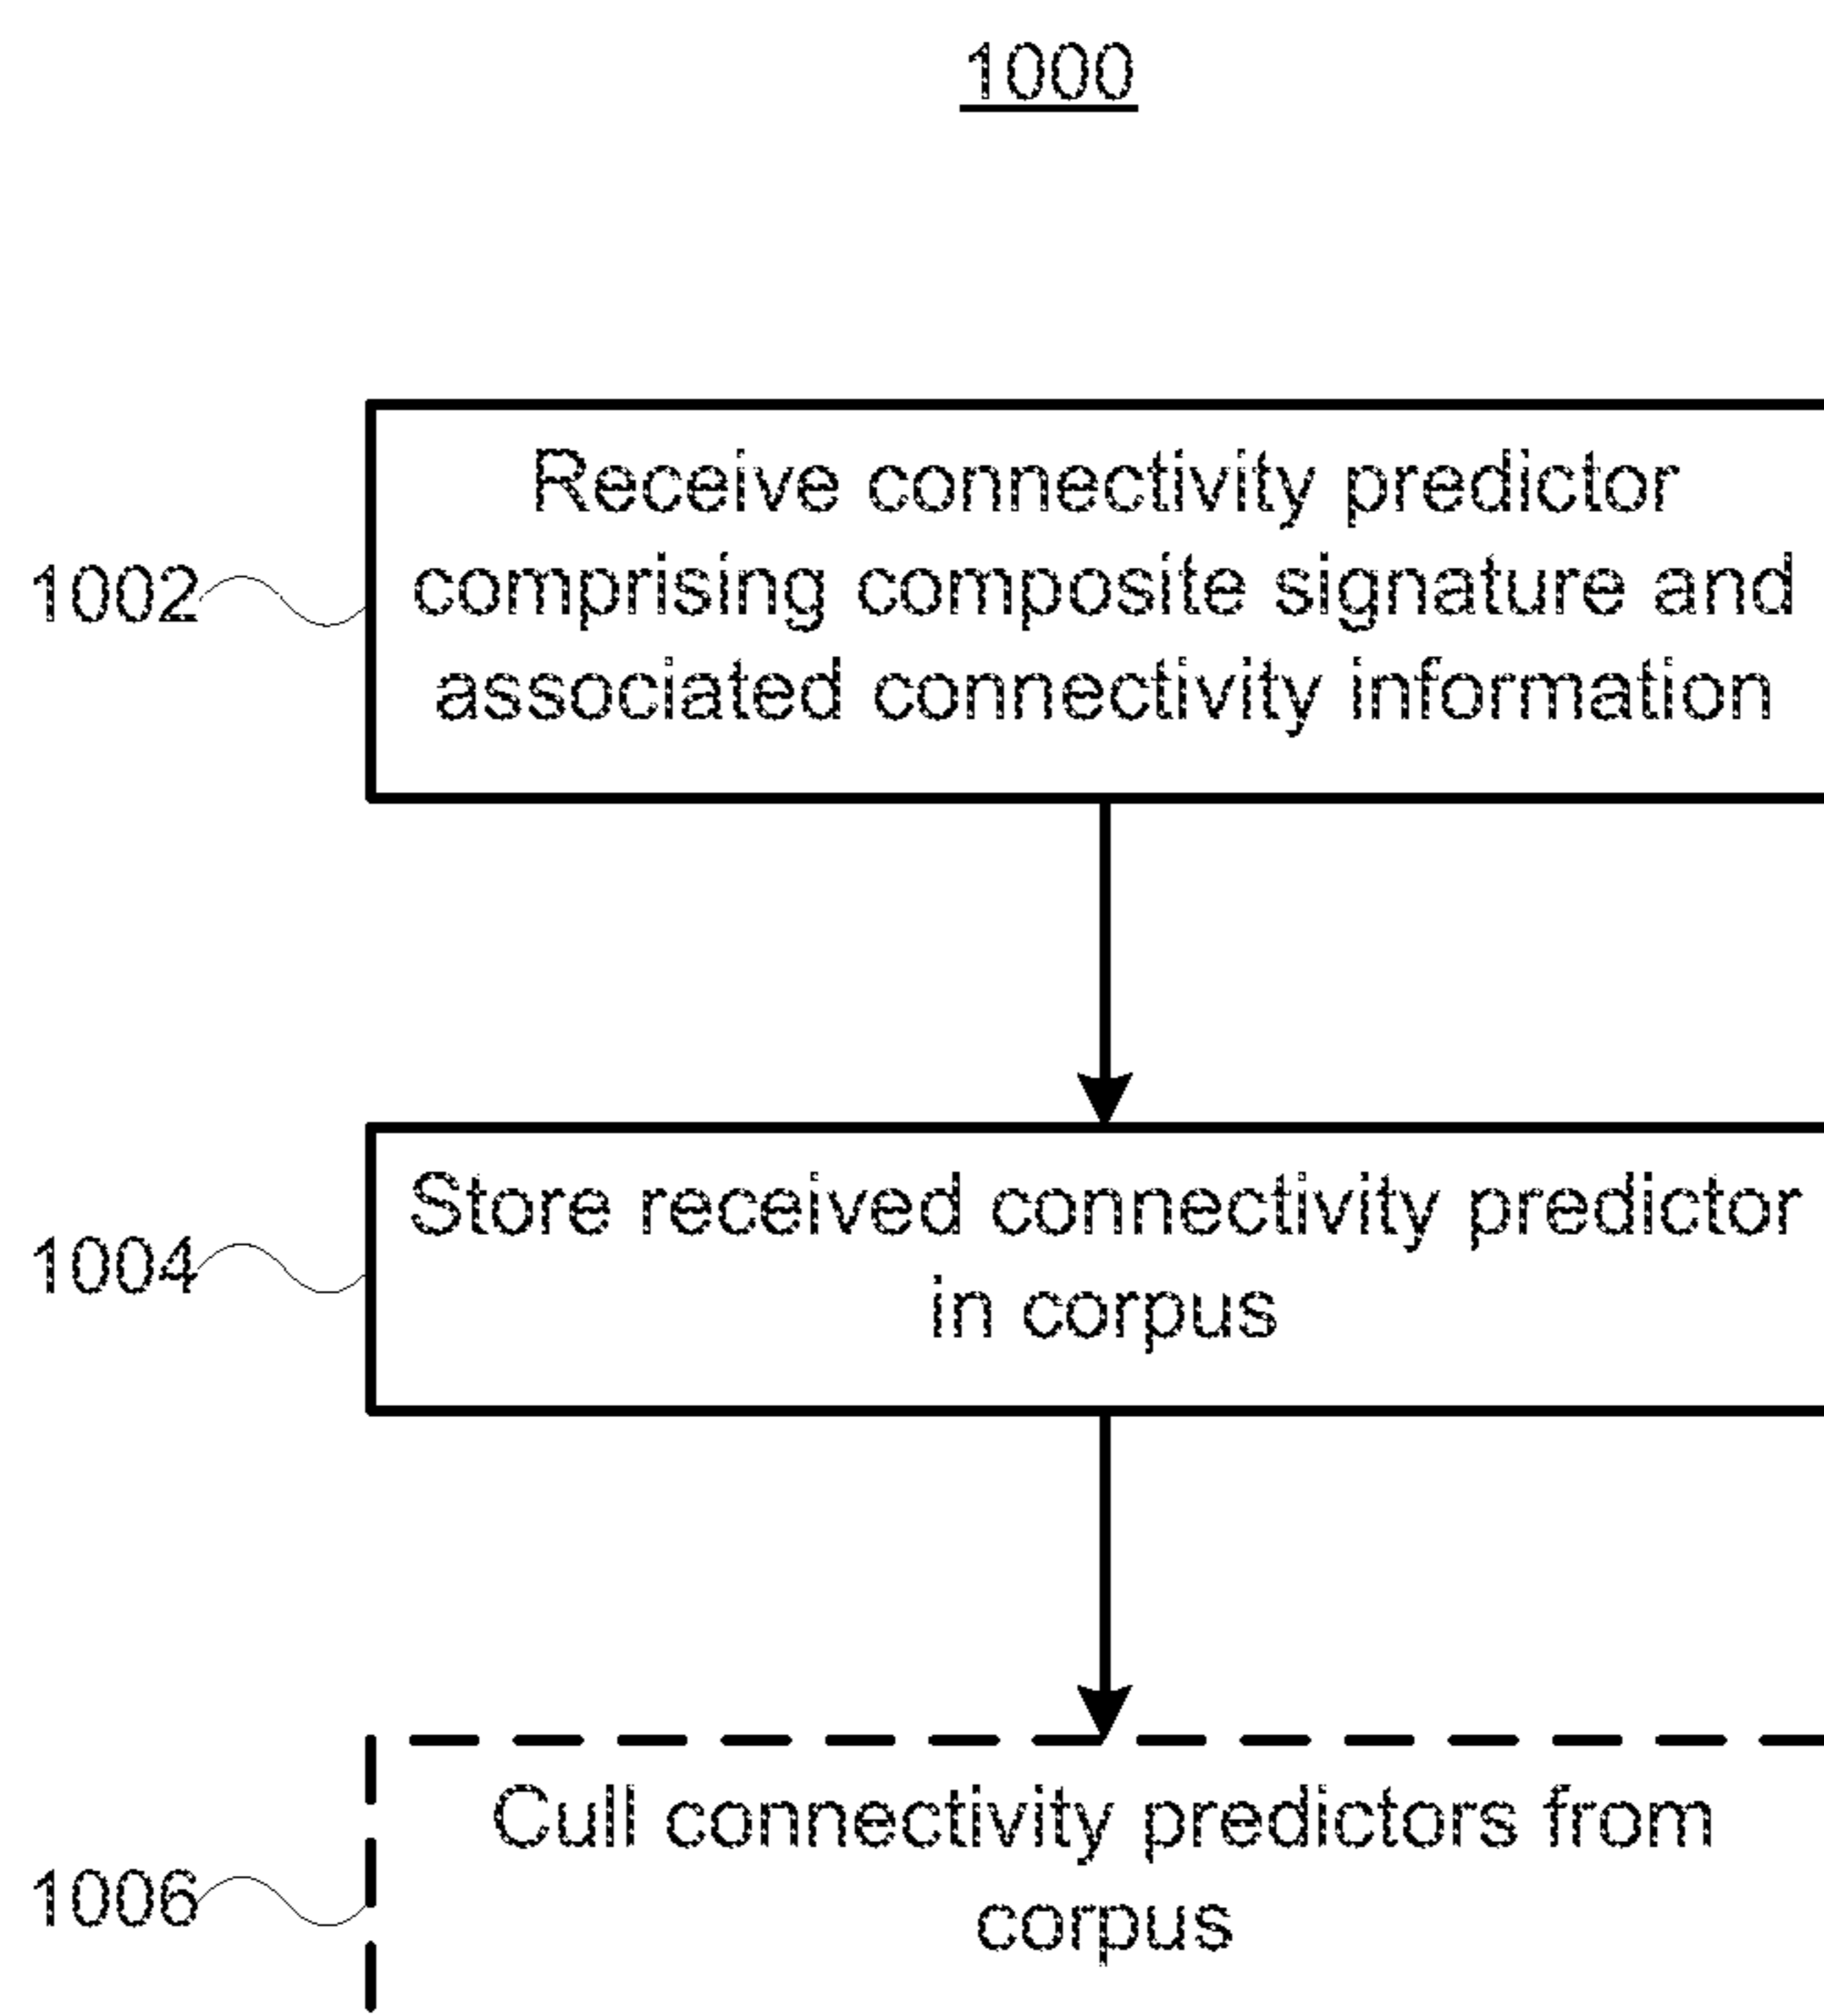 1000
1002
Receive connectivity predictor
comprising composite signature and
associated connectivity information
1004
Store received connectivity predictor
in corpus
1006
Cull connectivity predictors from
corpus